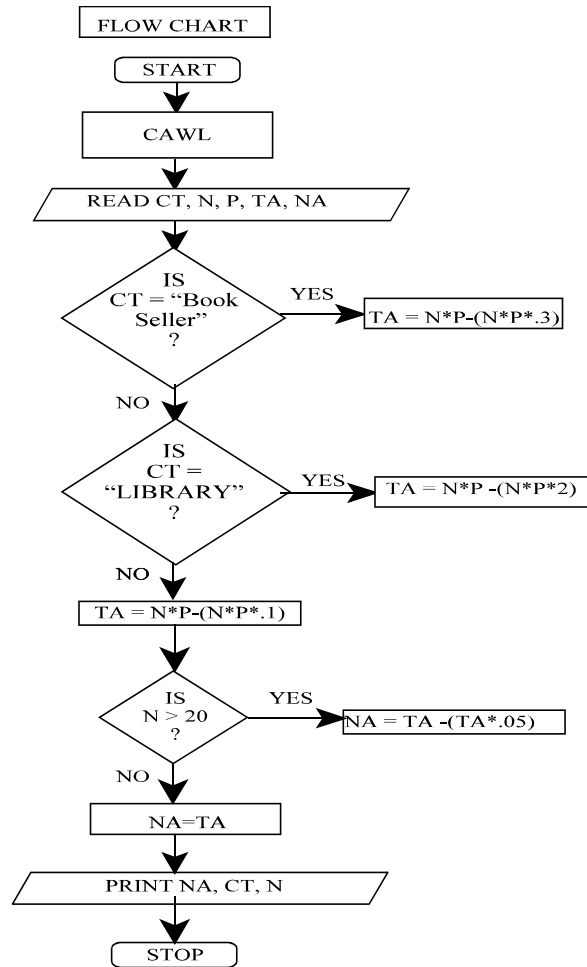 FLOW CHART
START
CAWL
READ CT, N, P, TA, NA
IS
CT = “Book
Seller”
?
YES
TA = N*P-(N*P*.3)
NO
IS
CT =
“LIBRARY”
?
YES
TA = N*P -(N*P*2)
NO
TA = N*P-(N*P*.1)
IS
N > 20
?
YES
NA = TA -(TA*.05)
NO
NA=TA
PRINT NA, CT, N
STOP